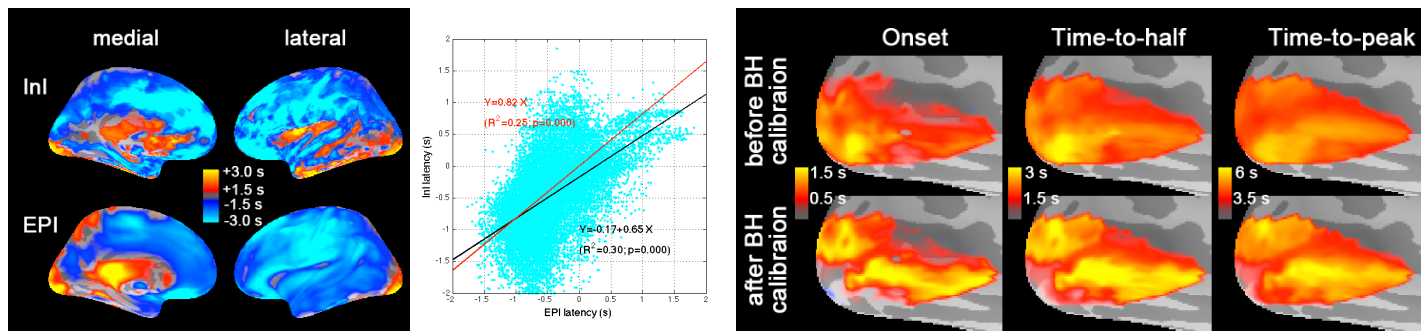 medial lateral
InI
+3.0 s
+1.5 s
-1.5 s
-3.0 s
EPI
2
1.5
1
0.5
0
-0.5
-1
-1.5
-2
InI latency (s)
Y=0.82 X
(R²=0.25; p=0.000)
Y=-0.17+0.65 X
(R²=0.30; p=0.000)
-2 -1.5 -1 -0.5 0 0.5 1 1.5 2
EPI latency (s)
Onset Time-to-half Time-to-peak
before BH
calibraion
1.5 s 3 s 6 s
0.5 s 1.5 s 3.5 s
after BH
calibraion